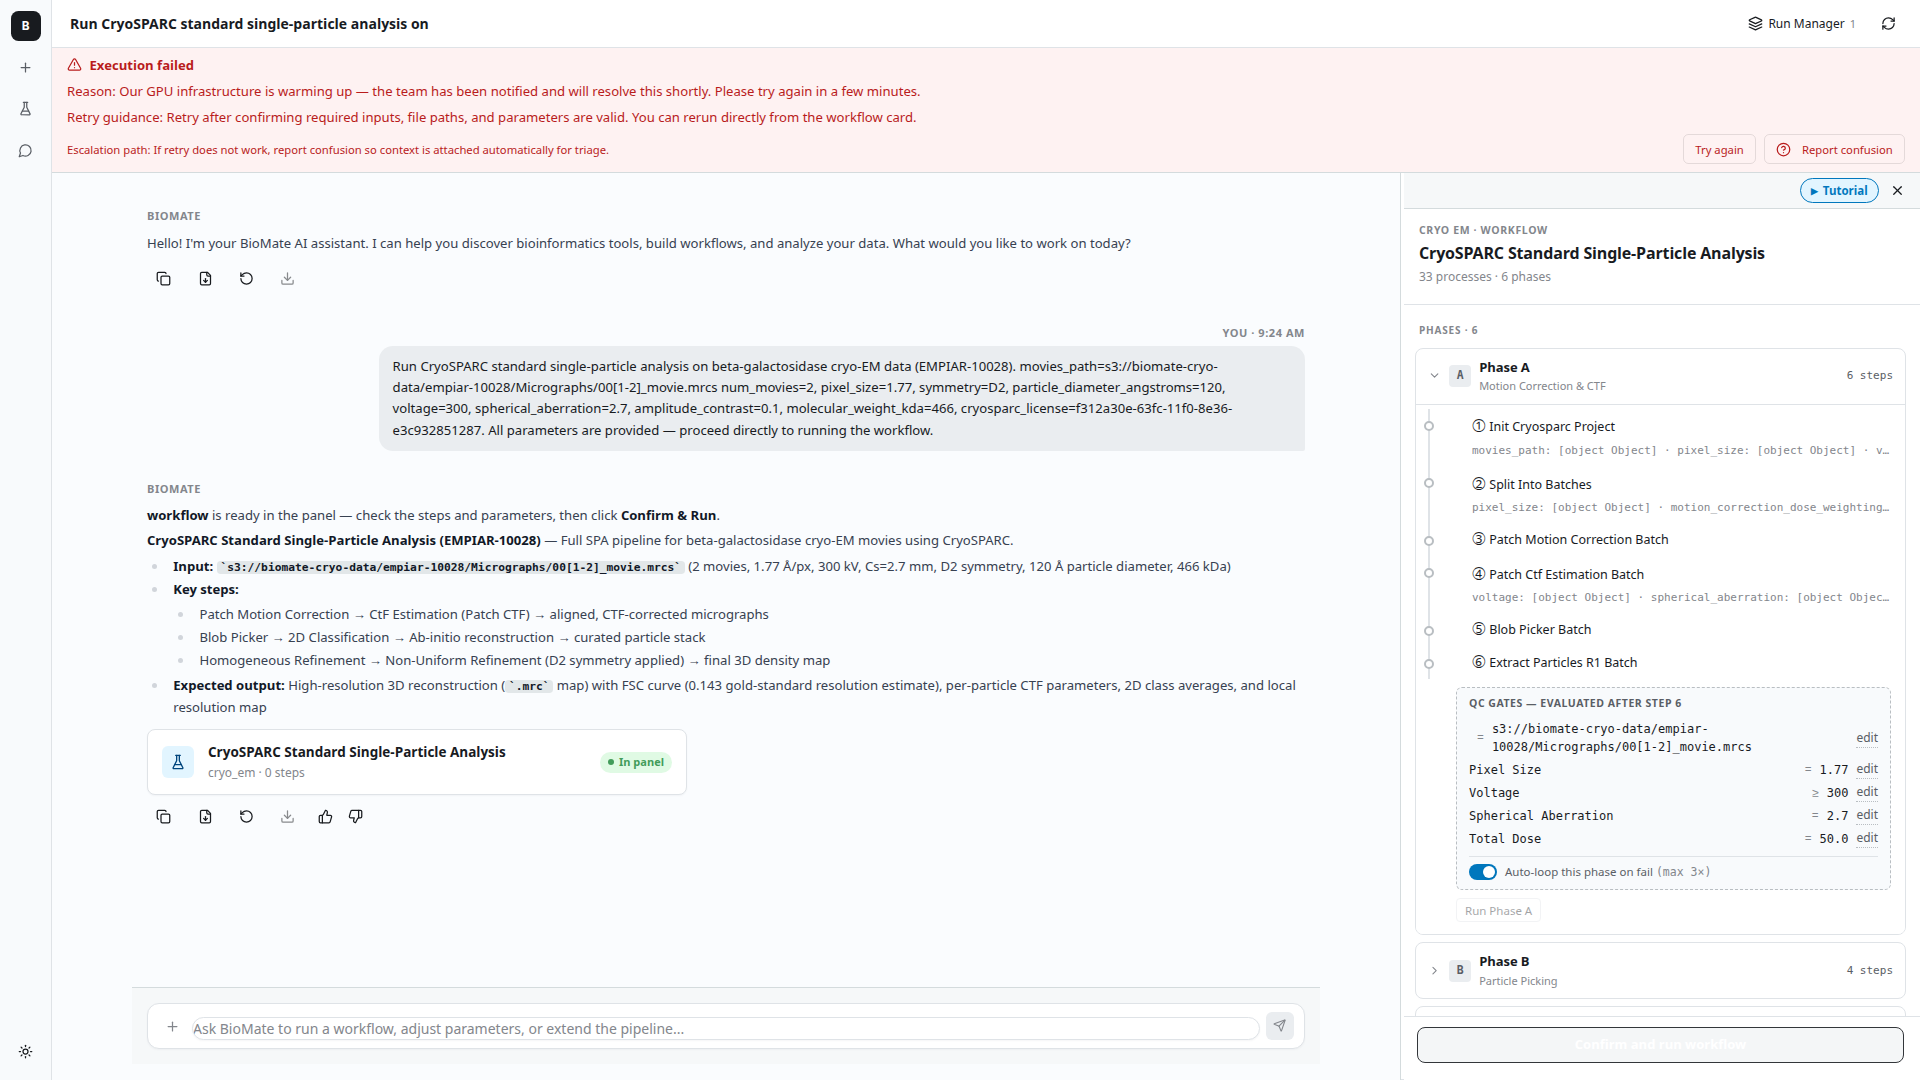 B
Run CryoSPARC standard single-particle analysis on
Run Manager 1
Execution failed
Reason: Our GPU infrastructure is warming up — the team has been notified and will resolve this shortly. Please try again in a few minutes.
Retry guidance: Retry after confirming required inputs, file paths, and parameters are valid. You can rerun directly from the workflow card.
Escalation path: If retry does not work, report confusion so context is attached automatically for triage.
Try again
Report confusion
BIOMATE
Hello! I'm your BioMate AI assistant. I can help you discover bioinformatics tools, build workflows, and analyze your data. What would you like to work on today?
YOU · 9:24 AM
Run CryoSPARC standard single-particle analysis on beta-galactosidase cryo-EM data (EMPIAR-10028). movies_path=s3://biomate-cryo-
data/empiar-10028/Micrographs/00[1-2]_movie.mrcs num_movies=2, pixel_size=1.77, symmetry=D2, particle_diameter_angstroms=120,
voltage=300, spherical_aberration=2.7, amplitude_contrast=0.1, molecular_weight_kda=466, cryosparc_license=f312a30e-63fc-11f0-8e36-
e3c932851287. All parameters are provided — proceed directly to running the workflow.
BIOMATE
workflow is ready in the panel — check the steps and parameters, then click Confirm & Run.
CryoSPARC Standard Single-Particle Analysis (EMPIAR-10028) — Full SPA pipeline for beta-galactosidase cryo-EM movies using CryoSPARC.
Input: `s3://biomate-cryo-data/empiar-10028/Micrographs/00[1-2]_movie.mrcs` (2 movies, 1.77 Å/px, 300 kV, Cs=2.7 mm, D2 symmetry, 120 Å particle diameter, 466 kDa)
Key steps:
Patch Motion Correction → CtF Estimation (Patch CTF) → aligned, CTF-corrected micrographs
Blob Picker → 2D Classification → Ab-initio reconstruction → curated particle stack
Homogeneous Refinement → Non-Uniform Refinement (D2 symmetry applied) → final 3D density map
Expected output: High-resolution 3D reconstruction (`.mrc` map) with FSC curve (0.143 gold-standard resolution estimate), per-particle CTF parameters, 2D class averages, and local
resolution map
CryoSPARC Standard Single-Particle Analysis
cryo_em · 0 steps
In panel
Ask BioMate to run a workflow, adjust parameters, or extend the pipeline...
▶ Tutorial
CRYO EM · WORKFLOW
CryoSPARC Standard Single-Particle Analysis
33 processes · 6 phases
PHASES · 6
A
Phase A
Motion Correction & CTF
6 steps
① Init Cryosparc Project
movies_path: [object Object] · pixel_size: [object Object] · v…
② Split Into Batches
pixel_size: [object Object] · motion_correction_dose_weighting…
③ Patch Motion Correction Batch
④ Patch Ctf Estimation Batch
voltage: [object Object] · spherical_aberration: [object Objec…
⑤ Blob Picker Batch
⑥ Extract Particles R1 Batch
QC GATES — EVALUATED AFTER STEP 6
= s3://biomate-cryo-data/empiar-
10028/Micrographs/00[1-2]_movie.mrcs edit
Pixel Size = 1.77 edit
Voltage ≥ 300 edit
Spherical Aberration = 2.7 edit
Total Dose = 50.0 edit
Auto-loop this phase on fail (max 3×)
Run Phase A
B
Phase B
Particle Picking
4 steps
Confirm and run workflow